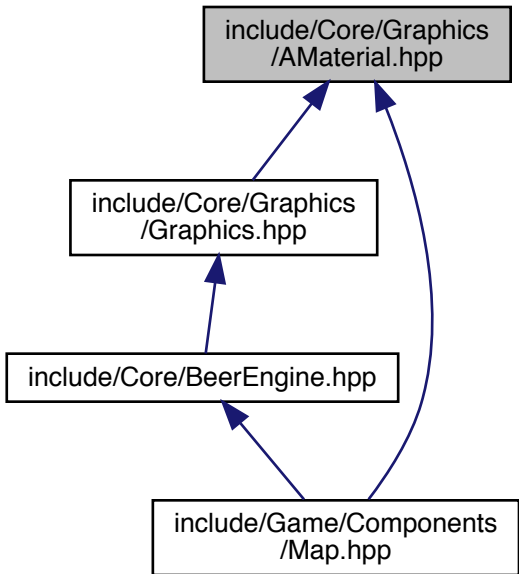 include/Core/Graphics
/AMaterial.hpp
include/Core/Graphics
/Graphics.hpp
include/Core/BeerEngine.hpp
include/Game/Components
/Map.hpp